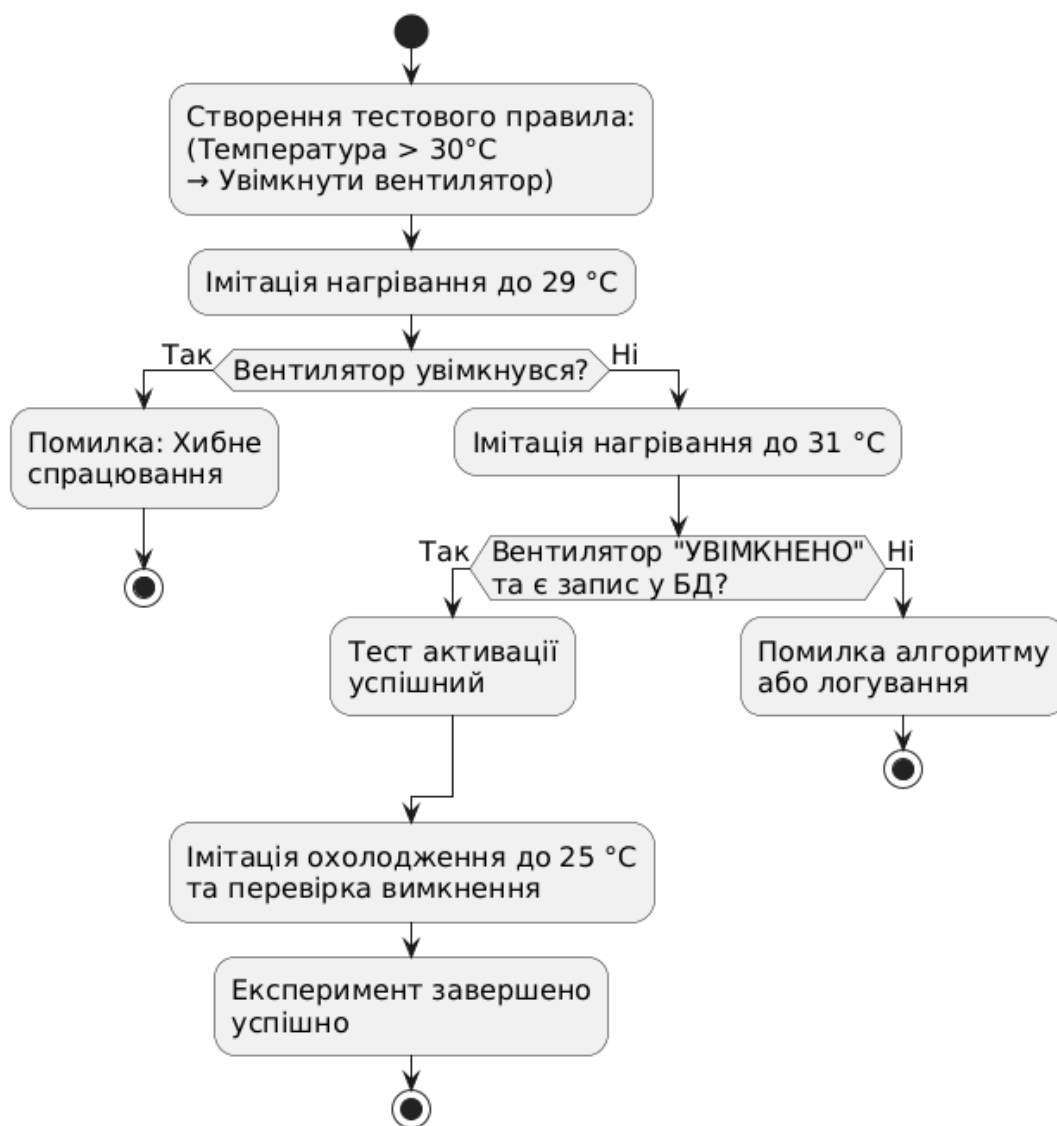 Створення тестового правила:
(Температура > 30°C
→ Увімкнути вентилятор)
Імітація нагрівання до 29 °C
Так
Вентилятор увімкнувся?
Ні
Помилка: Хибне
спрацювання
Імітація нагрівання до 31 °C
Так
Вентилятор "УВІМКНЕНО"
та є запис у БД?
Ні
Тест активації
успішний
Помилка алгоритму
або логування
Імітація охолодження до 25 °C
та перевірка вимкнення
Експеримент завершено
успішно